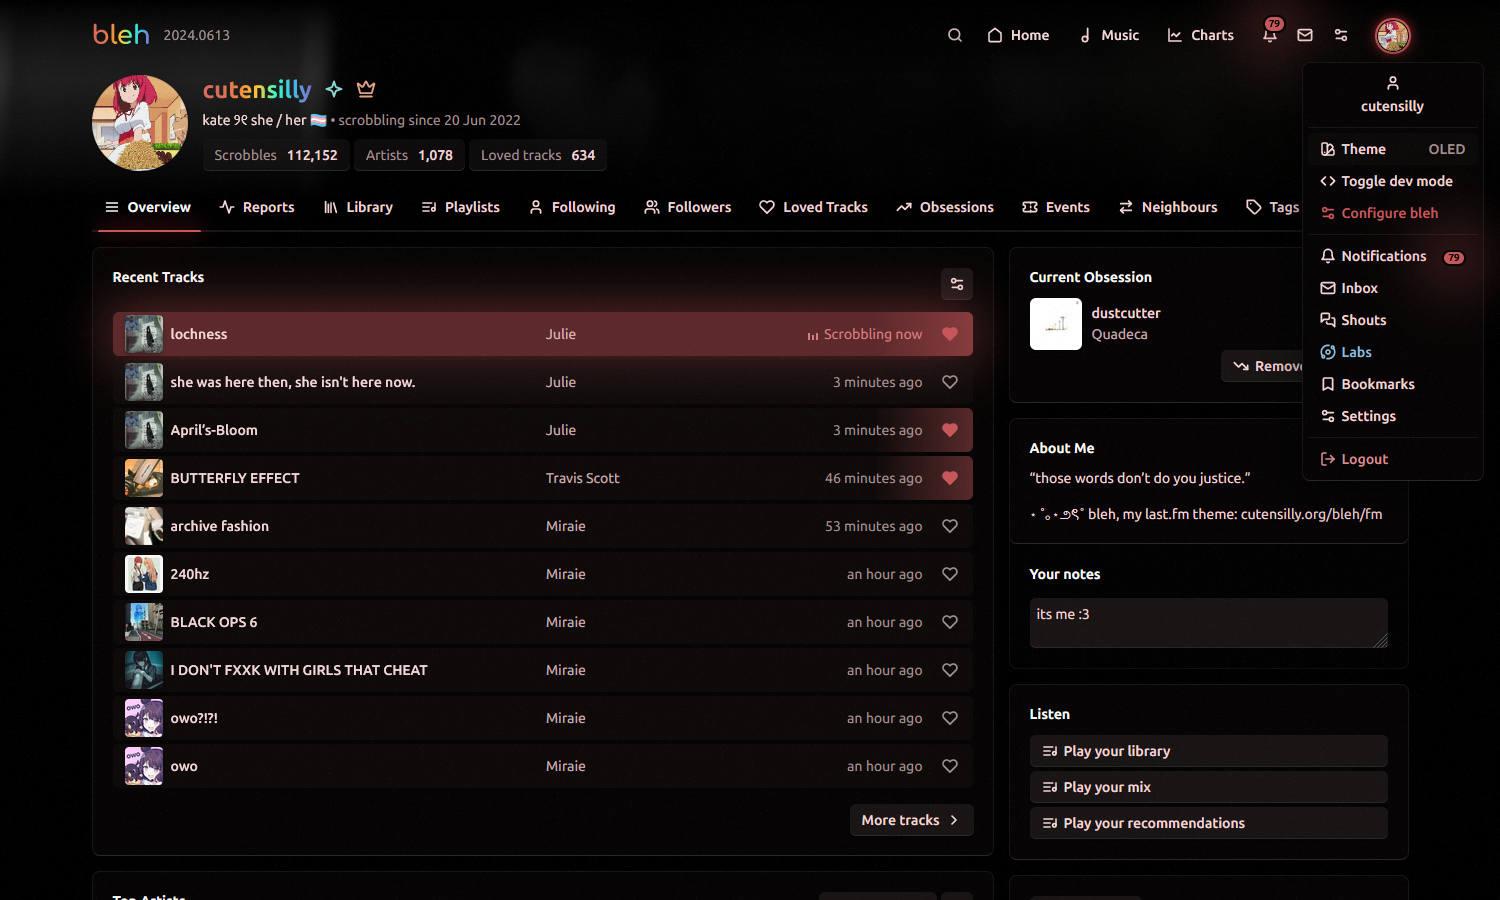 bleh 2024.0613
Home Music Charts 79
cutensilly
kate ୨୧ she / her 🏳️‍⚧️ • scrobbling since 20 Jun 2022
Scrobbles 112,152 Artists 1,078 Loved tracks 634
Overview Reports Library Playlists Following Followers Loved Tracks Obsessions Events Neighbours Tags
cutensilly
Theme OLED
Toggle dev mode
Configure bleh
Notifications 79
Inbox
Shouts
Labs
Bookmarks
Settings
Logout
Recent Tracks
lochness Julie Scrobbling now
she was here then, she isn't here now. Julie 3 minutes ago
April’s-Bloom Julie 3 minutes ago
BUTTERFLY EFFECT Travis Scott 46 minutes ago
archive fashion Miraie 53 minutes ago
240hz Miraie an hour ago
BLACK OPS 6 Miraie an hour ago
I DON'T FXXK WITH GIRLS THAT CHEAT Miraie an hour ago
owo?!?! Miraie an hour ago
owo Miraie an hour ago
More tracks
Top Artists
Current Obsession
dustcutter
Quadeca
Remove
About Me
“those words don’t do you justice.”
bleh, my last.fm theme: cutensilly.org/bleh/fm
Your notes
its me :3
Listen
Play your library
Play your mix
Play your recommendations